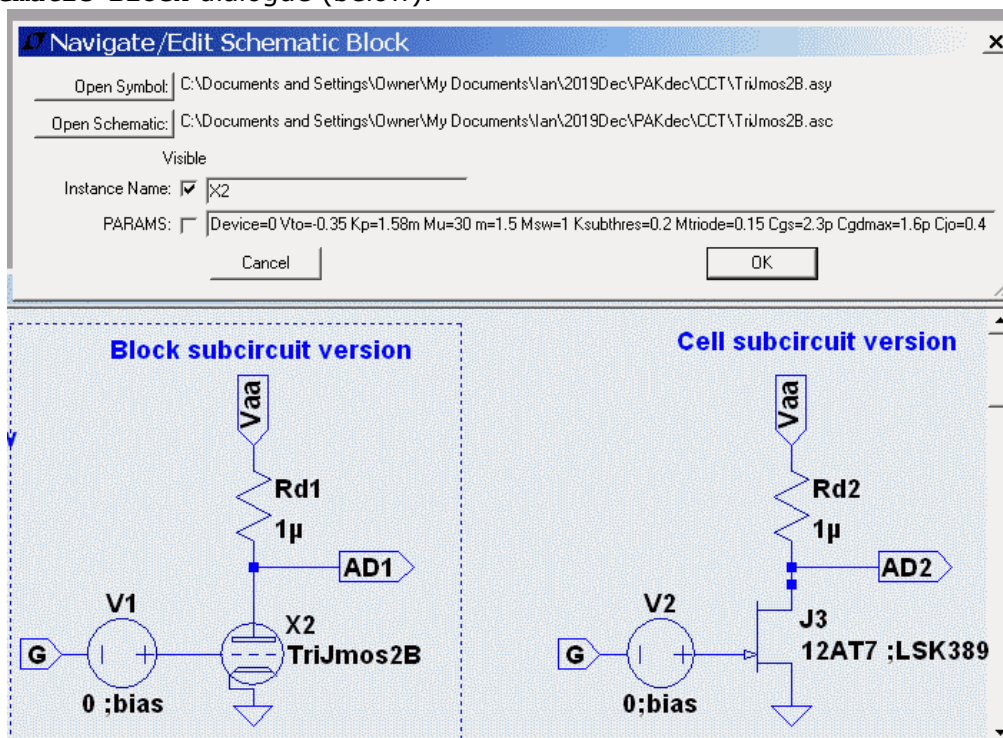 dialogue (below).
Navigate/Edit Schematic Block
Open Symbol: C:\Documents and Settings\Owner\My Documents\Ian\2019Dec\PAKdec\CCT\TriJmos2B.asy
Open Schematic: C:\Documents and Settings\Owner\My Documents\Ian\2019Dec\PAKdec\CCT\TriJmos2B.asc
Visible
Instance Name: X2
PARAMS: Device=0 Vto=-0.35 Kp=1.58m Mu=30 m=1.5 Msw=1 Ksubthres=0.2 Mtriode=0.15 Cgs=2.3p Cgdmax=1.6p Cjo=0.4
Cancel OK
Block subcircuit version
Cell subcircuit version
Vaa
Rd1
1µ
AD1
V1
G
- +
0 ;bias
X2
TriJmos2B
Vaa
Rd2
1µ
AD2
V2
G
- +
0;bias
J3
12AT7 ;LSK389